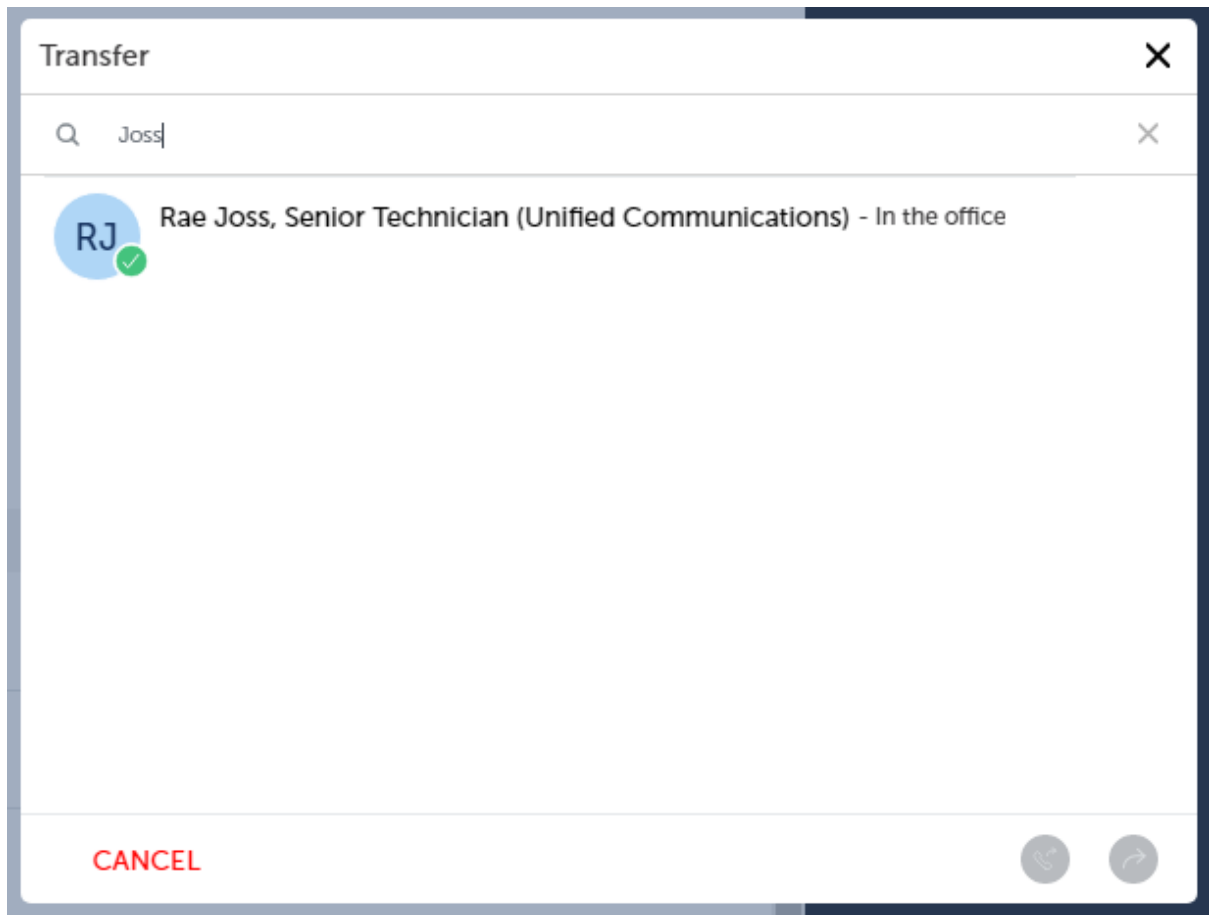 Transfer
Joss
RJ
Rae Joss, Senior Technician (Unified Communications) - In the office
CANCEL